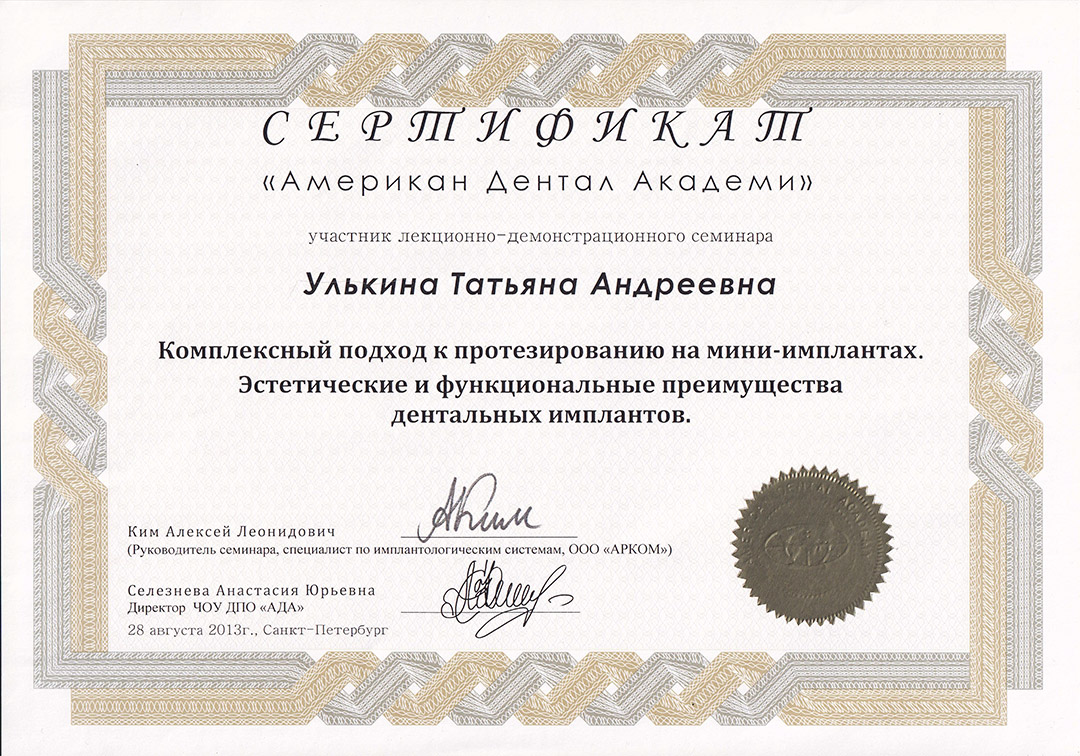 СЕРТИФИКАТ
«Американ Дентал Академи»
участник лекционно-демонстрационного семинара
Улькина Татьяна Андреевна
Комплексный подход к протезированию на мини-имплантах.
Эстетические и функциональные преимущества
дентальных имплантов.
Ким Алексей Леонидович
(Руководитель семинара, специалист по имплантологическим системам, ООО «АРКОМ»)
Селезнева Анастасия Юрьевна
Директор ЧОУ ДПО «АДА»
28 августа 2013г., Санкт-Петербург